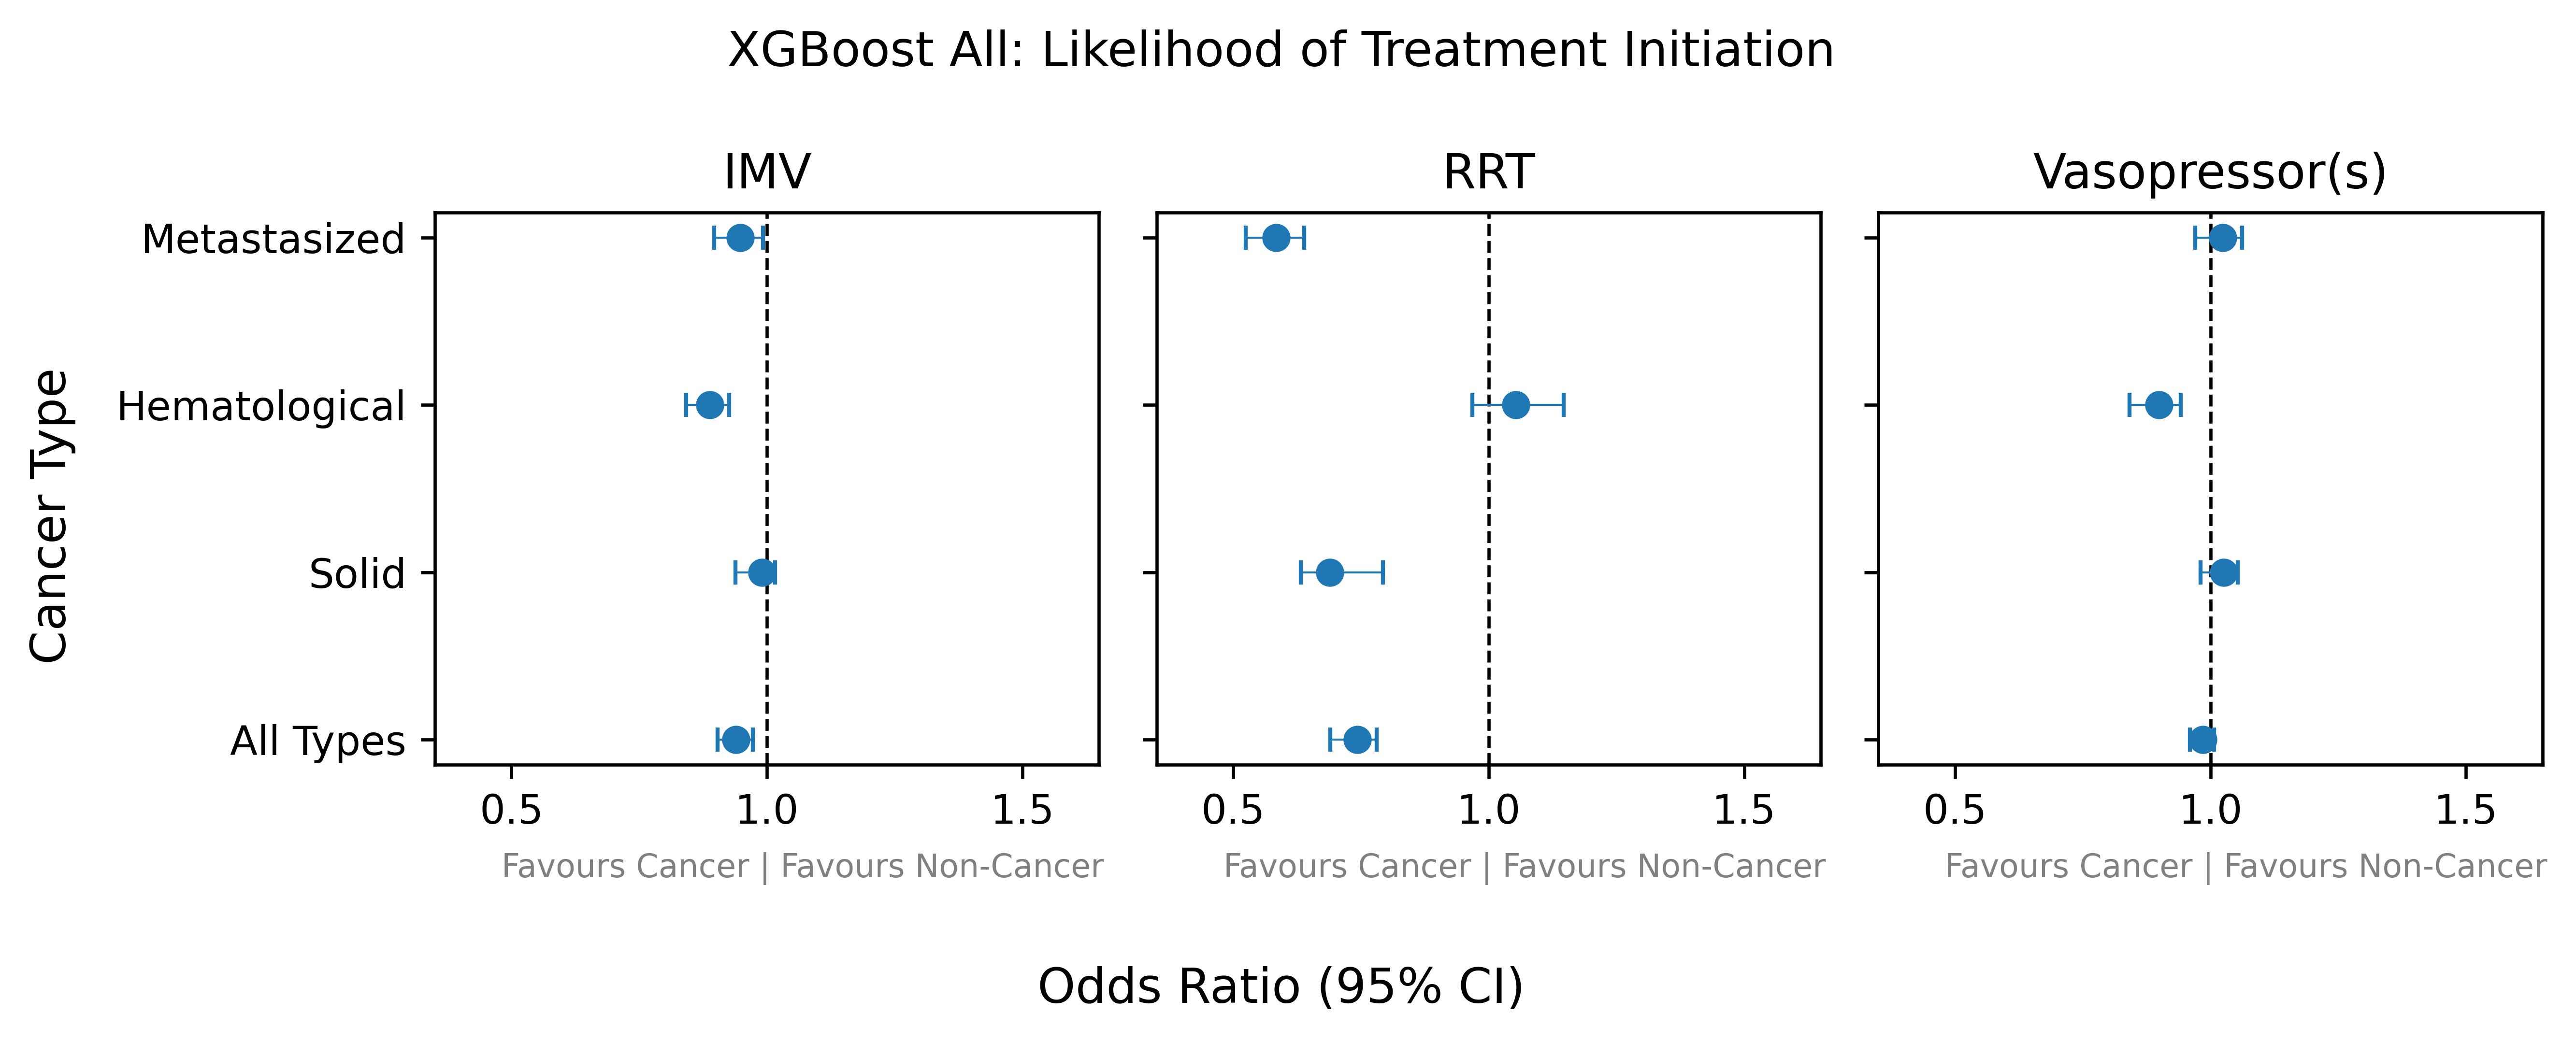 XGBoost All: Likelihood of Treatment Initiation
IMV
RRT
Vasopressor(s)
Cancer Type
Metastasized
Hematological
Solid
All Types
0.5 1.0 1.5
0.5 1.0 1.5
0.5 1.0 1.5
Favours Cancer | Favours Non-Cancer
Favours Cancer | Favours Non-Cancer
Favours Cancer | Favours Non-Cancer
Odds Ratio (95% CI)